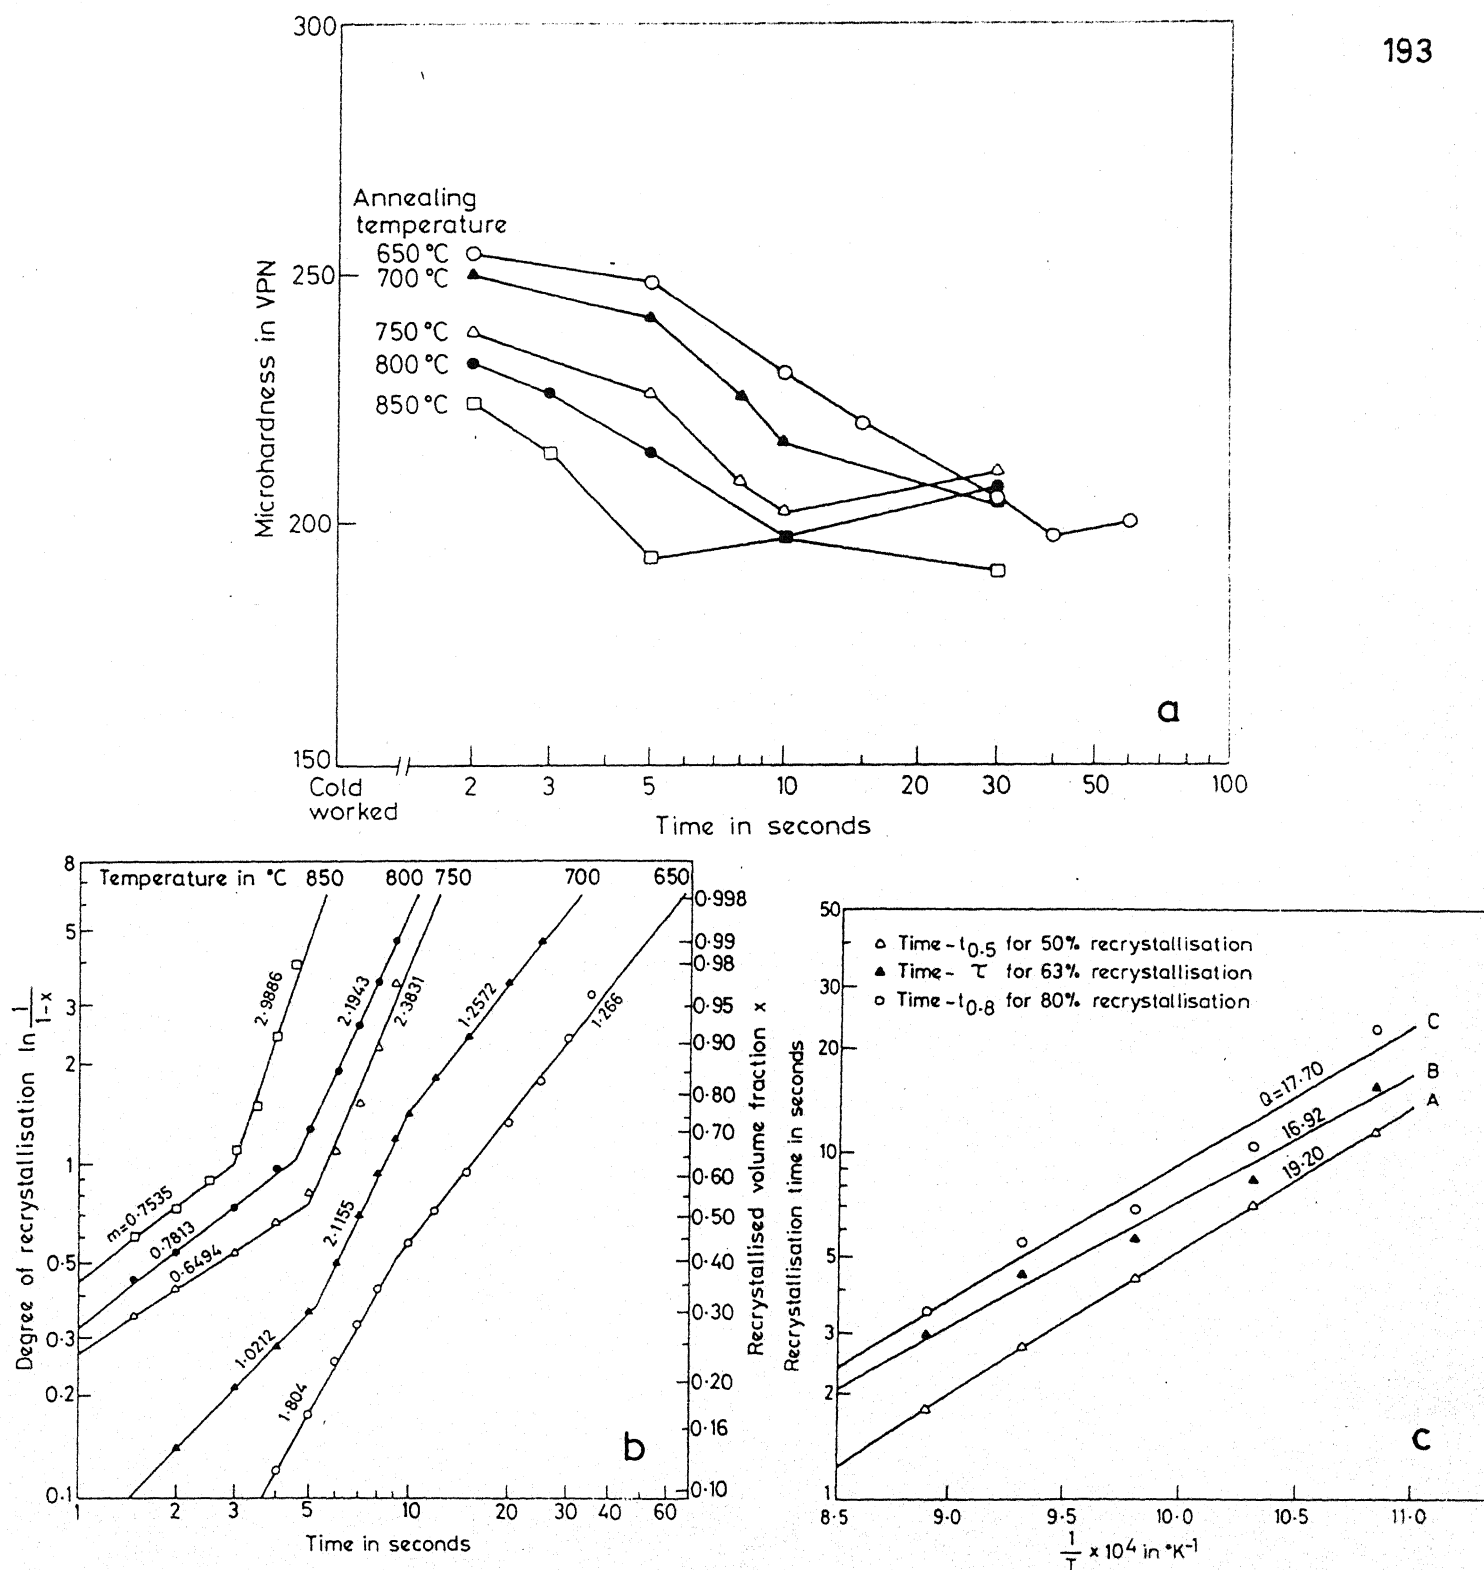 193
300
250
200
150
Microhardness in VPN
Annealing
temperature
650 °C
700 °C
750 °C
800 °C
850 °C
a
Cold
worked
2 3 5 10 20 30 50 100
Time in seconds
Temperature in °C 850 800 750 700 650
8
5
3
2
1
0·5
0·3
0·2
0·1
Degree of recrystallisation ln 1/1-x
2·9886
2·1943
2·3831
1·2572
1·266
m=0·7535
0·7813
0·6494
2·1155
1·0212
1·804
b
0·998
0·99
0·98
0·95
0·90
0·80
0·70
0·60
0·50
0·40
0·30
0·20
0·16
0·10
Recrystallised volume fraction x
1 2 3 5 10 20 30 40 60
Time in seconds
50
30
20
10
5
3
2
1
Recrystallisation time in seconds
△ Time - t0.5 for 50% recrystallisation
▲ Time - τ for 63% recrystallisation
○ Time - t0.8 for 80% recrystallisation
C
B
A
Q=17·70
16·92
19·20
c
8·5 9·0 9·5 10·0 10·5 11·0
1/T × 10⁴ in °K⁻¹